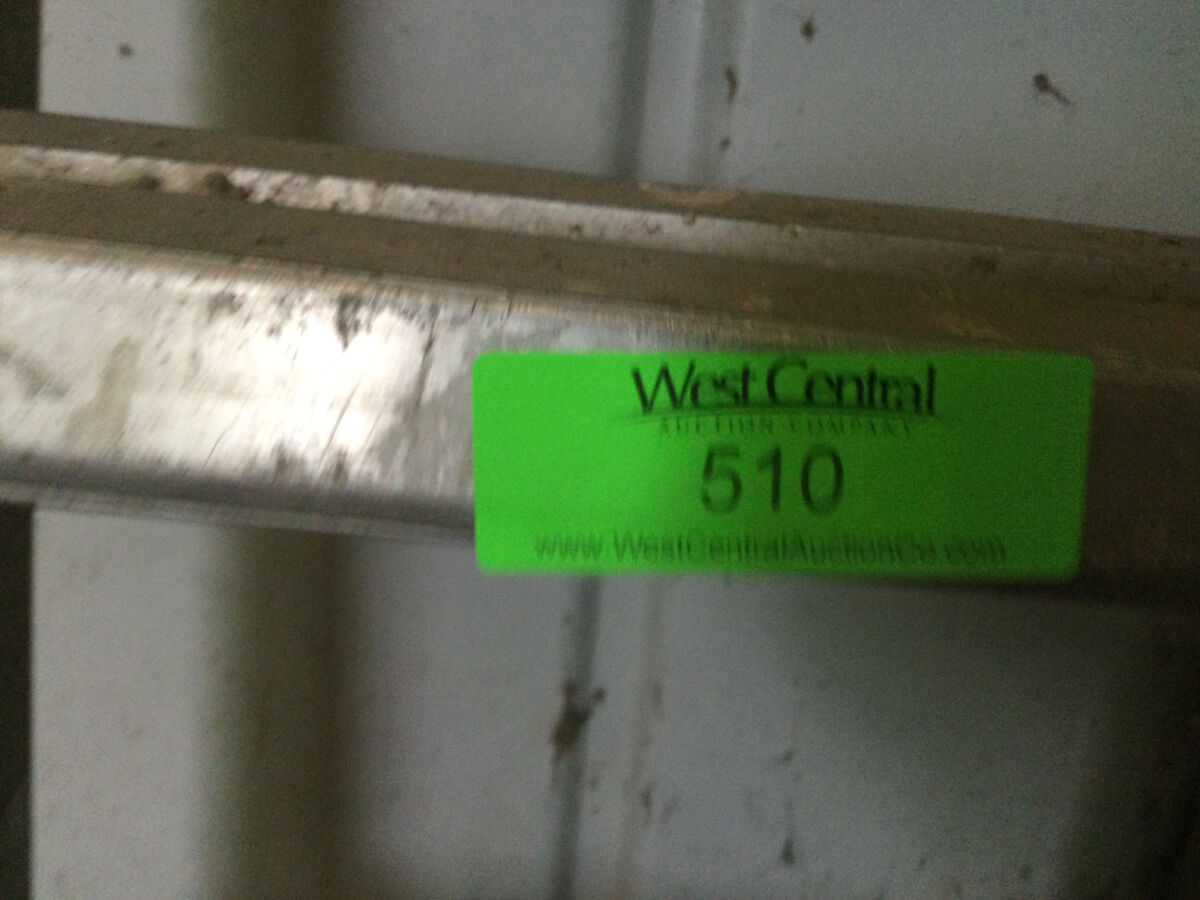 West Central
AUCTION COMPANY
510
www.WestCentralAuctionCo.com